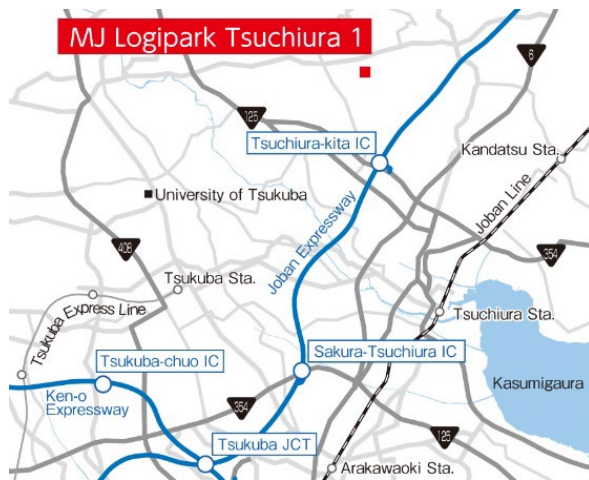 MJ Logipark Tsuchiura 1
6
125
Tsuchiura-kita IC
Kandatsu Sta.
University of Tsukuba
Joban Line
Joban Expressway
408
354
Tsukuba Sta.
Tsukuba Express Line
Tsuchiura Sta.
Tsukuba-chuo IC
Sakura-Tsuchiura IC
Kasumigaura
Ken-o
Expressway
354
125
Tsukuba JCT
Arakawaoki Sta.